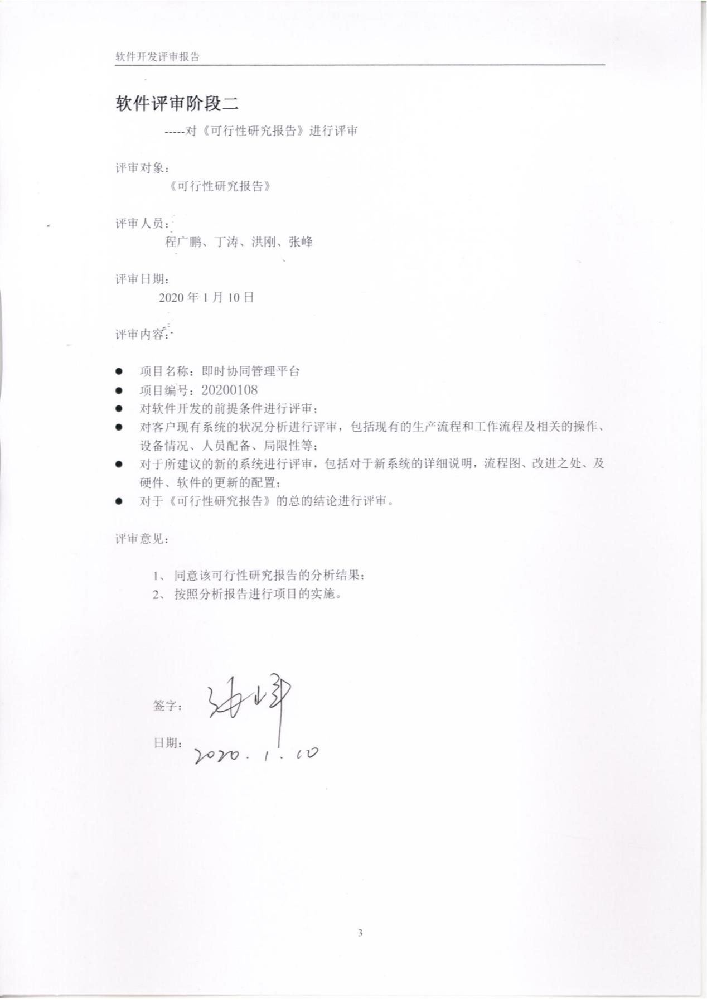 软件开发评审报告
软件评审阶段二
-----对《可行性研究报告》进行评审
评审对象：
《可行性研究报告》
评审人员：
程广鹏、丁涛、洪刚、张峰
评审日期：
2020 年 1 月 10 日
评审内容：
● 项目名称：即时协同管理平台
● 项目编号：20200108
● 对软件开发的前提条件进行评审；
● 对客户现有系统的状况分析进行评审，包括现有的生产流程和工作流程及相关的操作、
设备情况、人员配备、局限性等；
● 对于所建议的新的系统进行评审，包括对于新系统的详细说明，流程图、改进之处、及
硬件、软件的更新的配置；
● 对于《可行性研究报告》的总的结论进行评审。
评审意见：
1、 同意该可行性研究报告的分析结果；
2、 按照分析报告进行项目的实施。
签字： 张峰
日期： 2020.1.10
3